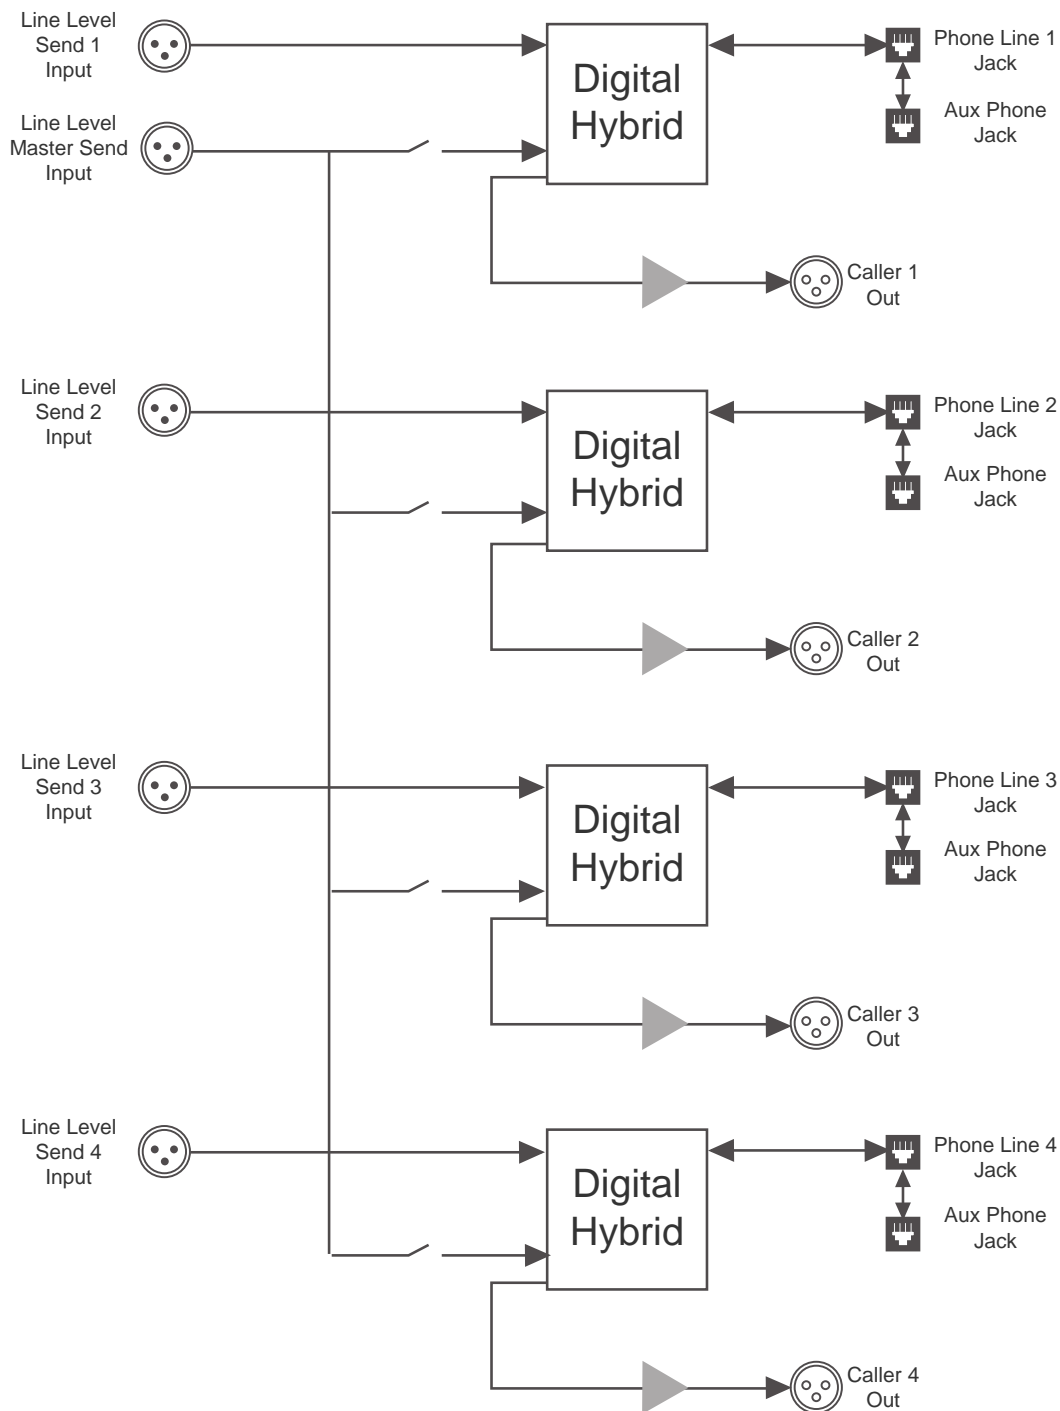 Line Level
Send 1
Input
Digital
Hybrid
Phone Line 1
Jack
Aux Phone
Jack
Line Level
Master Send
Input
Caller 1
Out
Line Level
Send 2
Input
Digital
Hybrid
Phone Line 2
Jack
Aux Phone
Jack
Caller 2
Out
Line Level
Send 3
Input
Digital
Hybrid
Phone Line 3
Jack
Aux Phone
Jack
Caller 3
Out
Line Level
Send 4
Input
Digital
Hybrid
Phone Line 4
Jack
Aux Phone
Jack
Caller 4
Out